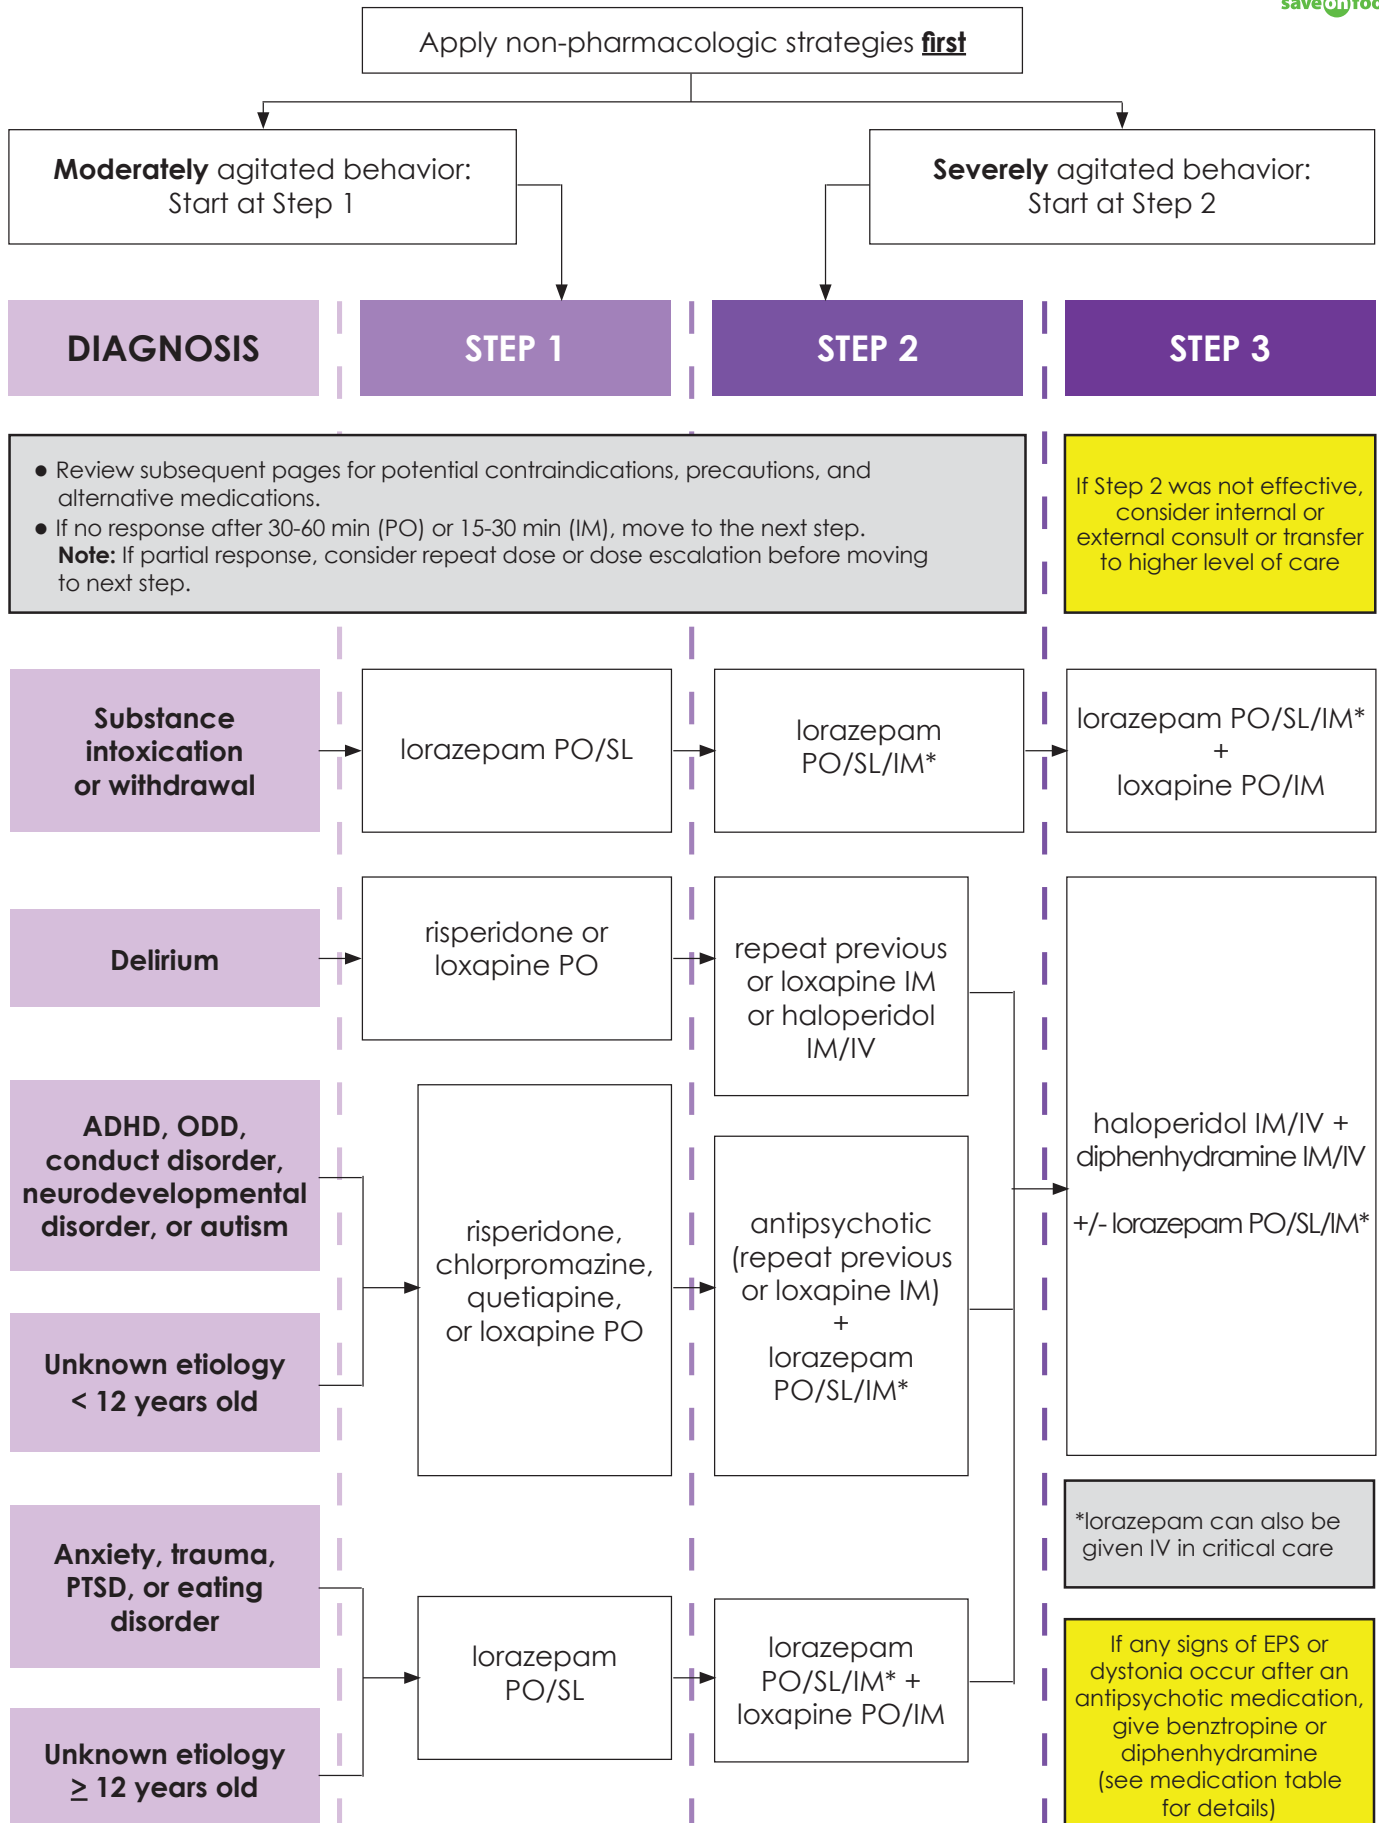 save on foo
Apply non-pharmacologic strategies first
Moderately agitated behavior:
Start at Step 1
Severely agitated behavior:
Start at Step 2
DIAGNOSIS
STEP 1
STEP 2
STEP 3
● Review subsequent pages for potential contraindications, precautions, and
alternative medications.
● If no response after 30-60 min (PO) or 15-30 min (IM), move to the next step.
Note: If partial response, consider repeat dose or dose escalation before moving
to next step.
If Step 2 was not effective,
consider internal or
external consult or transfer
to higher level of care
Substance
intoxication
or withdrawal
lorazepam PO/SL
lorazepam
PO/SL/IM*
lorazepam PO/SL/IM*
+
loxapine PO/IM
Delirium
risperidone or
loxapine PO
repeat previous
or loxapine IM
or haloperidol
IM/IV
ADHD, ODD,
conduct disorder,
neurodevelopmental
disorder, or autism
Unknown etiology
< 12 years old
risperidone,
chlorpromazine,
quetiapine,
or loxapine PO
antipsychotic
(repeat previous
or loxapine IM)
+
lorazepam
PO/SL/IM*
haloperidol IM/IV +
diphenhydramine IM/IV
+/- lorazepam PO/SL/IM*
Anxiety, trauma,
PTSD, or eating
disorder
Unknown etiology
≥ 12 years old
lorazepam
PO/SL
lorazepam
PO/SL/IM* +
loxapine PO/IM
*lorazepam can also be
given IV in critical care
If any signs of EPS or
dystonia occur after an
antipsychotic medication,
give benztropine or
diphenhydramine
(see medication table
for details)